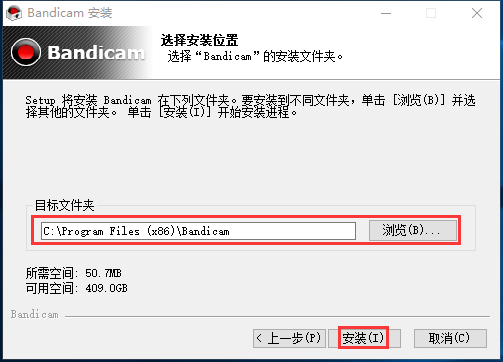 Bandicam 安装
Bandicam
选择安装位置
选择“Bandicam”的安装文件夹。
Setup 将安装 Bandicam 在下列文件夹。要安装到不同文件夹，单击 [浏览(B)] 并选
择其他的文件夹。 单击 [安装(I)] 开始安装进程。
目标文件夹
C:\Program Files (x86)\Bandicam
浏览(B)...
所需空间: 50.7MB
可用空间: 409.0GB
Bandicam
< 上一步(P)
安装(I)
取消(C)